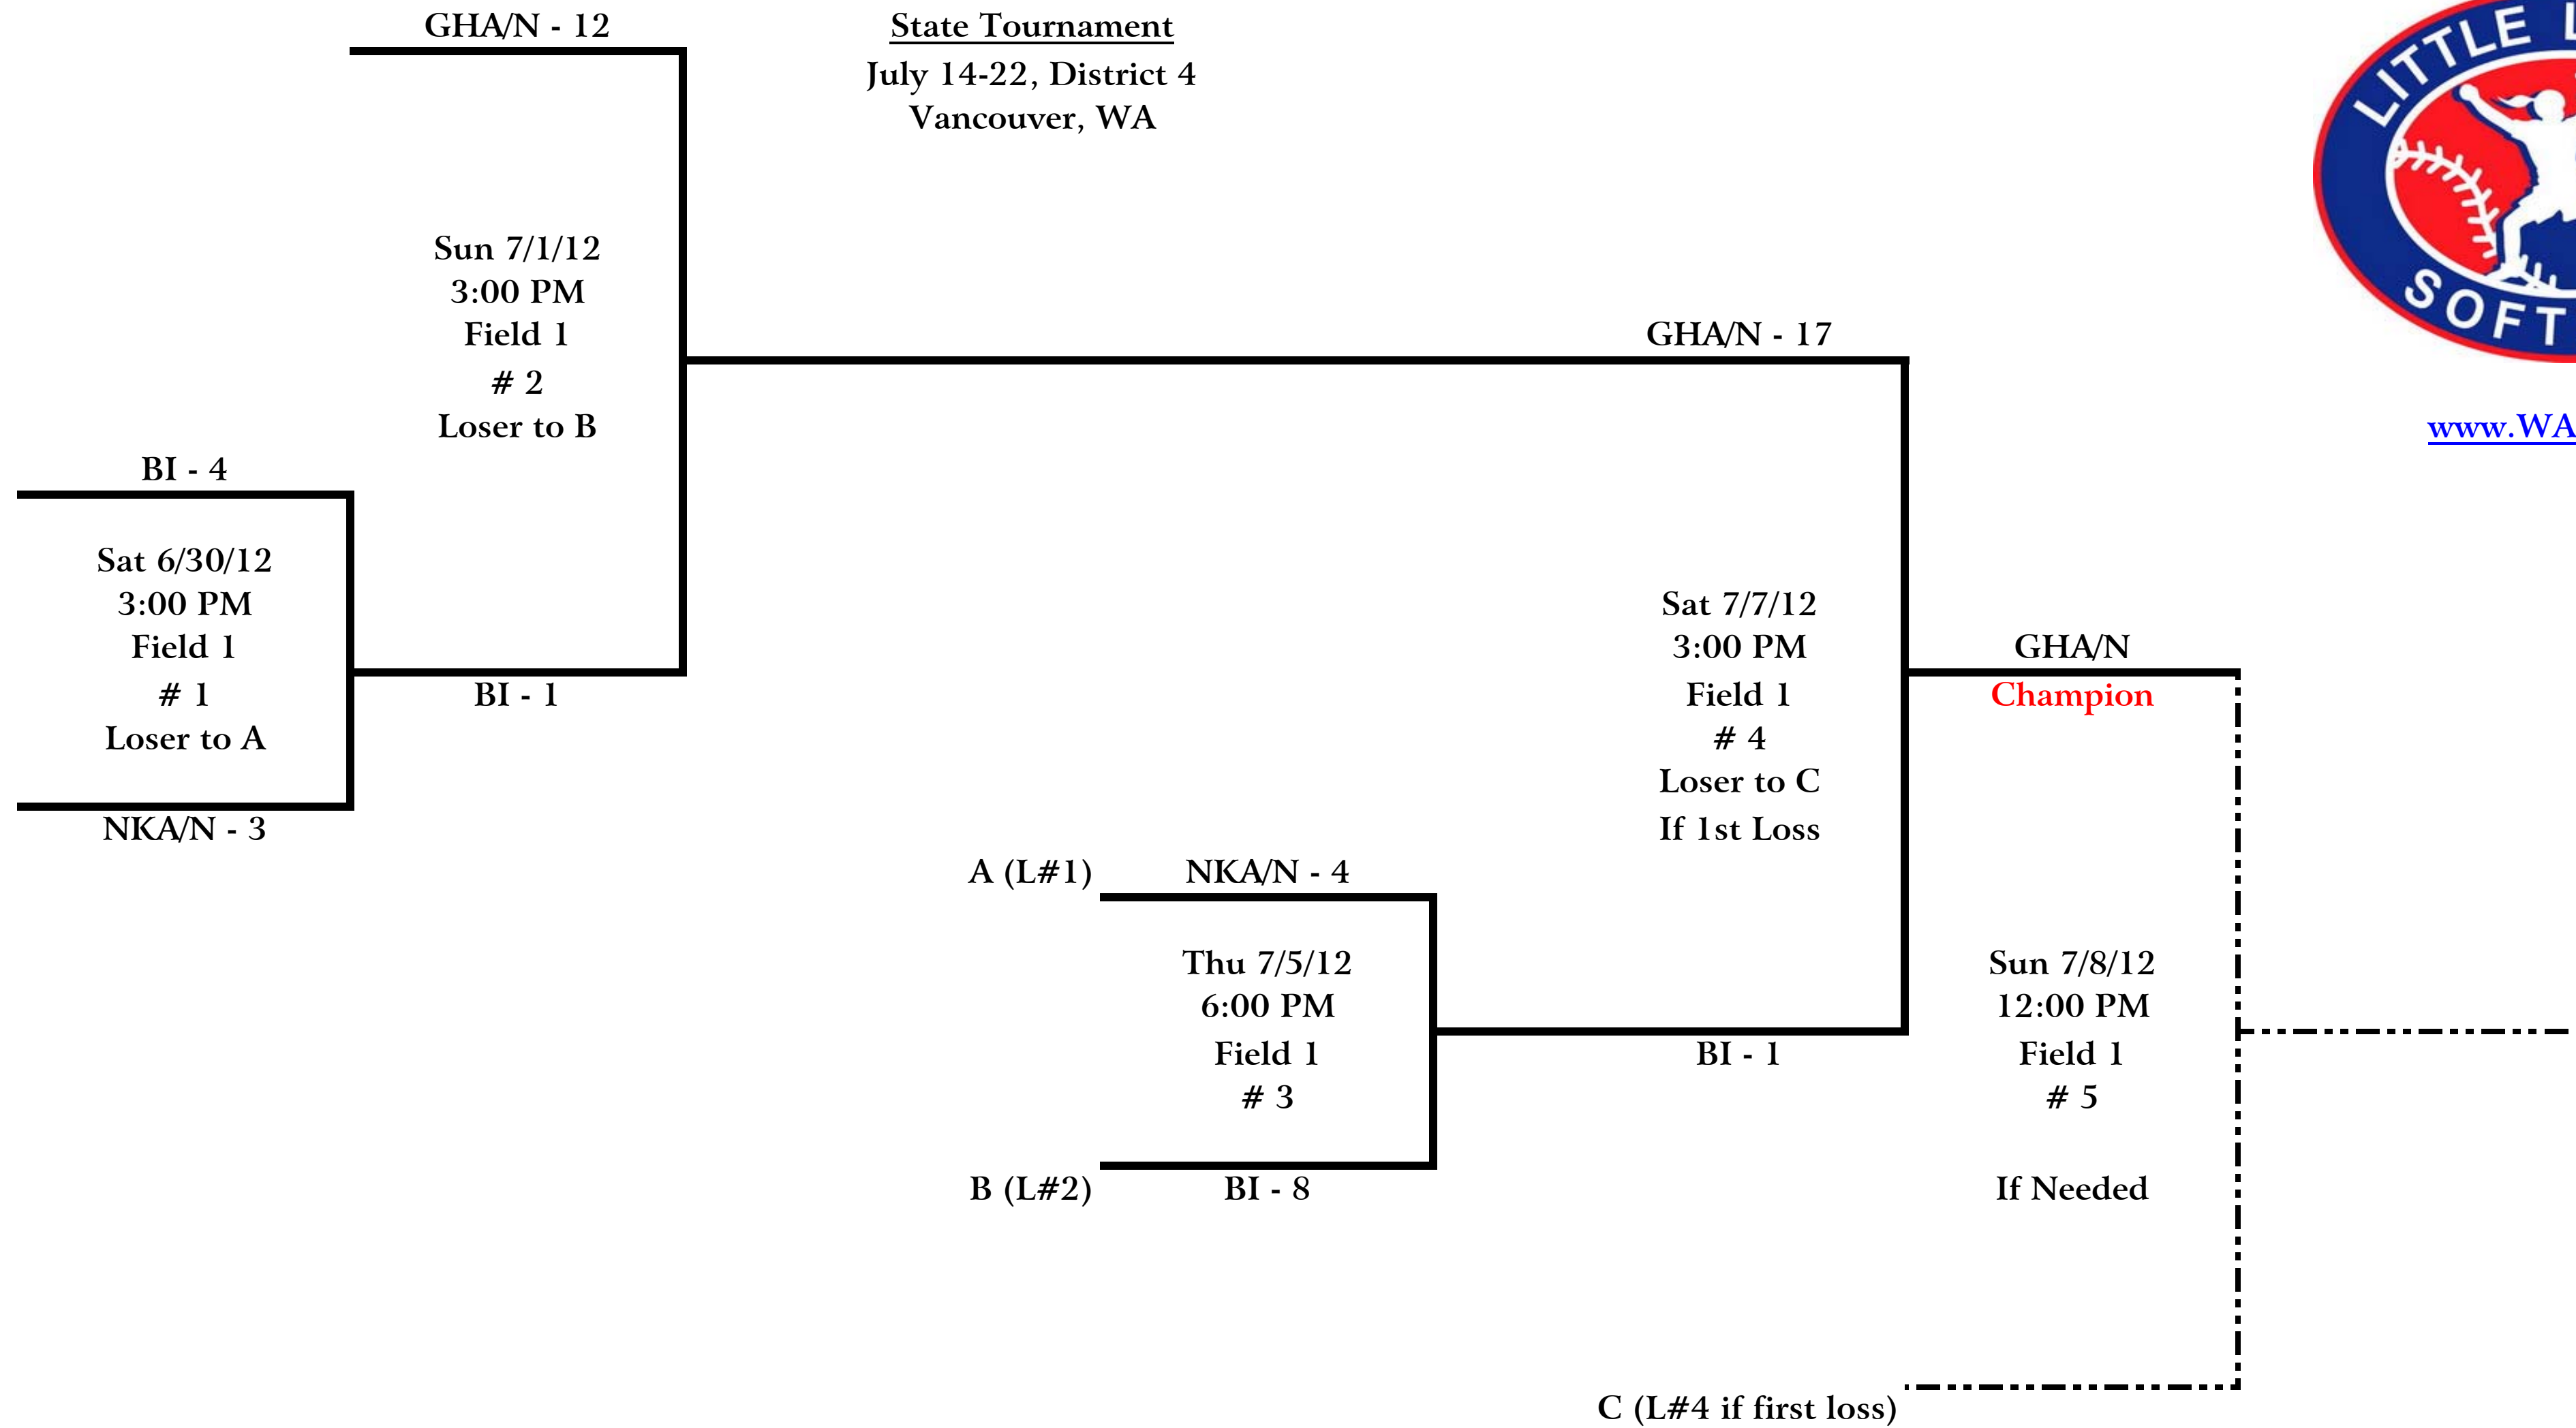 GHA/N - 12
State Tournament
July 14-22, District 4
Vancouver, WA
LITTLE L
SOFT
www.WA
Sun 7/1/12
3:00 PM
Field 1
# 2
Loser to B
GHA/N - 17
BI - 4
Sat 6/30/12
3:00 PM
Field 1
# 1
Loser to A
NKA/N - 3
BI - 1
Sat 7/7/12
3:00 PM
Field 1
# 4
Loser to C
If 1st Loss
GHA/N
Champion
A (L#1)
NKA/N - 4
Thu 7/5/12
6:00 PM
Field 1
# 3
B (L#2)
BI - 8
BI - 1
Sun 7/8/12
12:00 PM
Field 1
# 5
If Needed
C (L#4 if first loss)